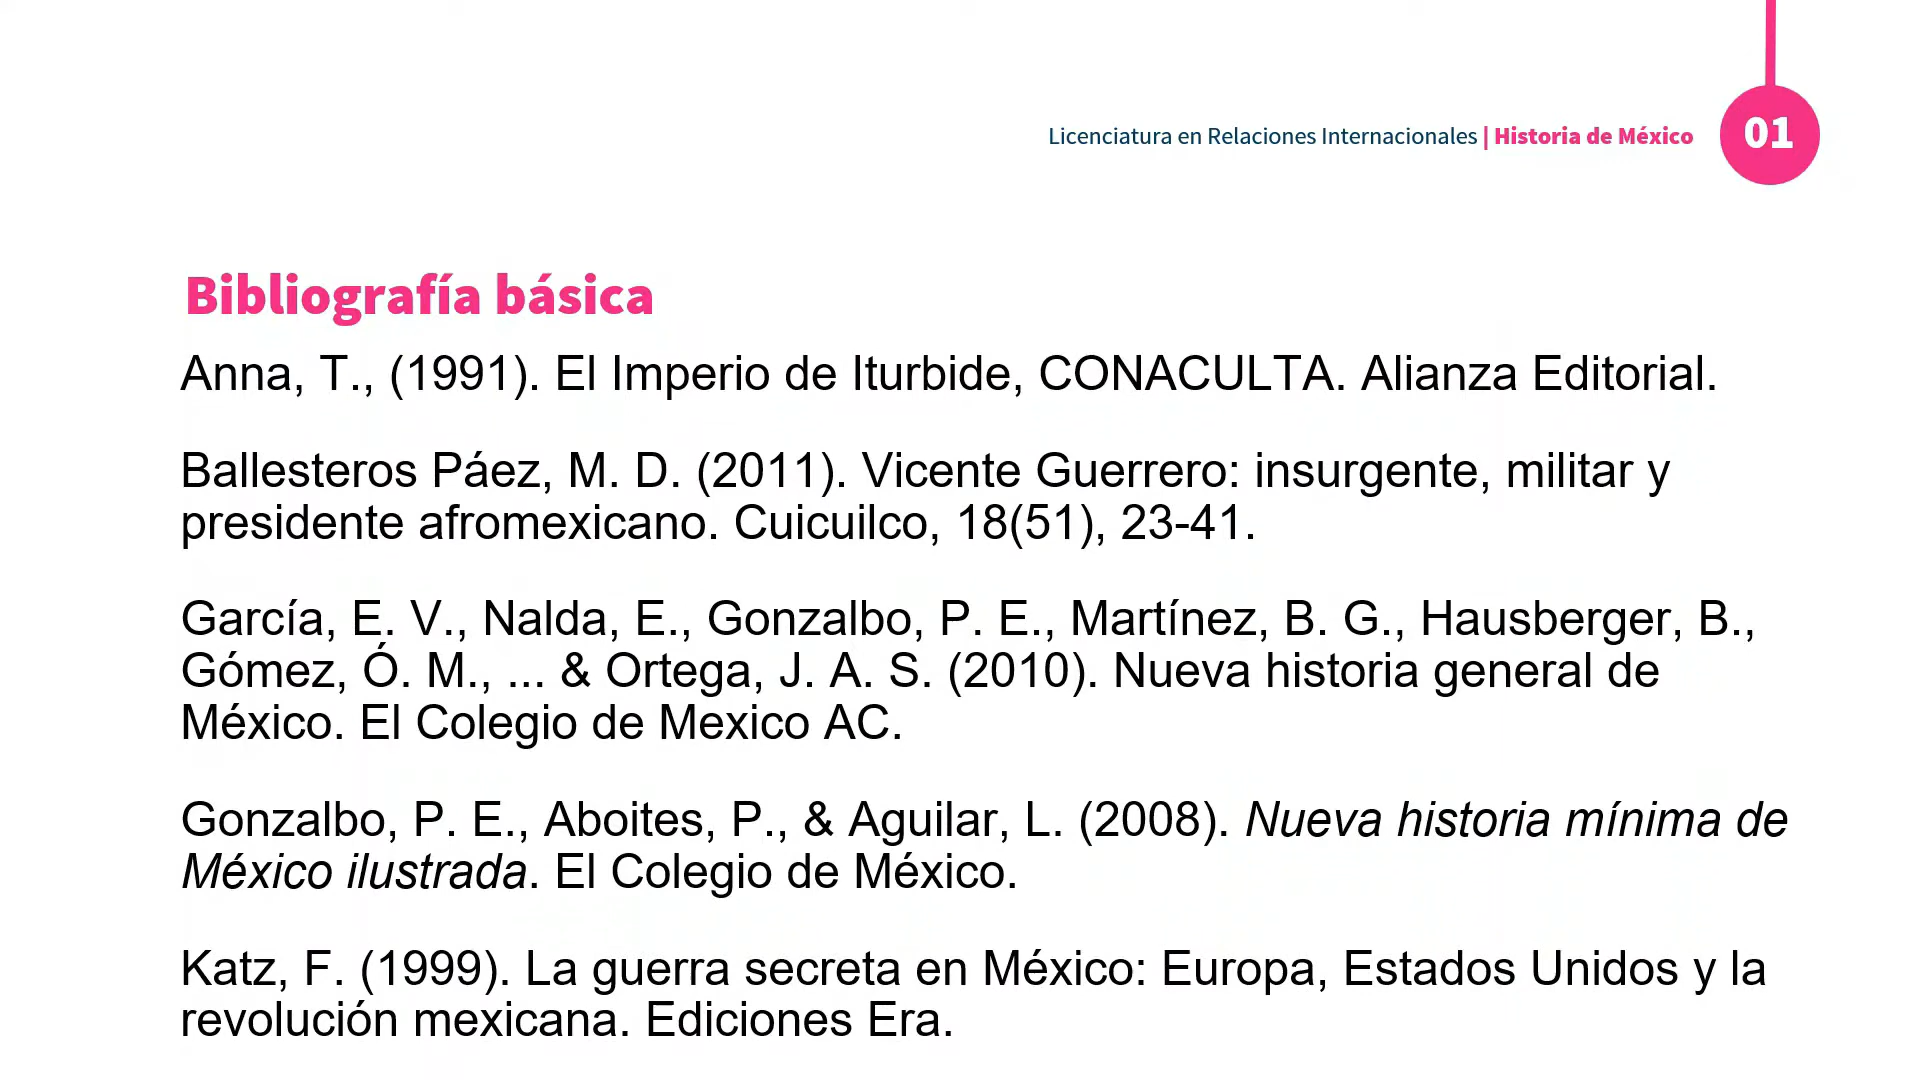 Licenciatura en Relaciones Internacionales | Historia de México
01
Bibliografía básica
Anna, T., (1991). El Imperio de Iturbide, CONACULTA. Alianza Editorial.
Ballesteros Páez, M. D. (2011). Vicente Guerrero: insurgente, militar y
presidente afromexicano. Cuicuilco, 18(51), 23-41.
García, E. V., Nalda, E., Gonzalbo, P. E., Martínez, B. G., Hausberger, B.,
Gómez, Ó. M., ... & Ortega, J. A. S. (2010). Nueva historia general de
México. El Colegio de Mexico AC.
Gonzalbo, P. E., Aboites, P., & Aguilar, L. (2008). Nueva historia mínima de
México ilustrada. El Colegio de México.
Katz, F. (1999). La guerra secreta en México: Europa, Estados Unidos y la
revolución mexicana. Ediciones Era.